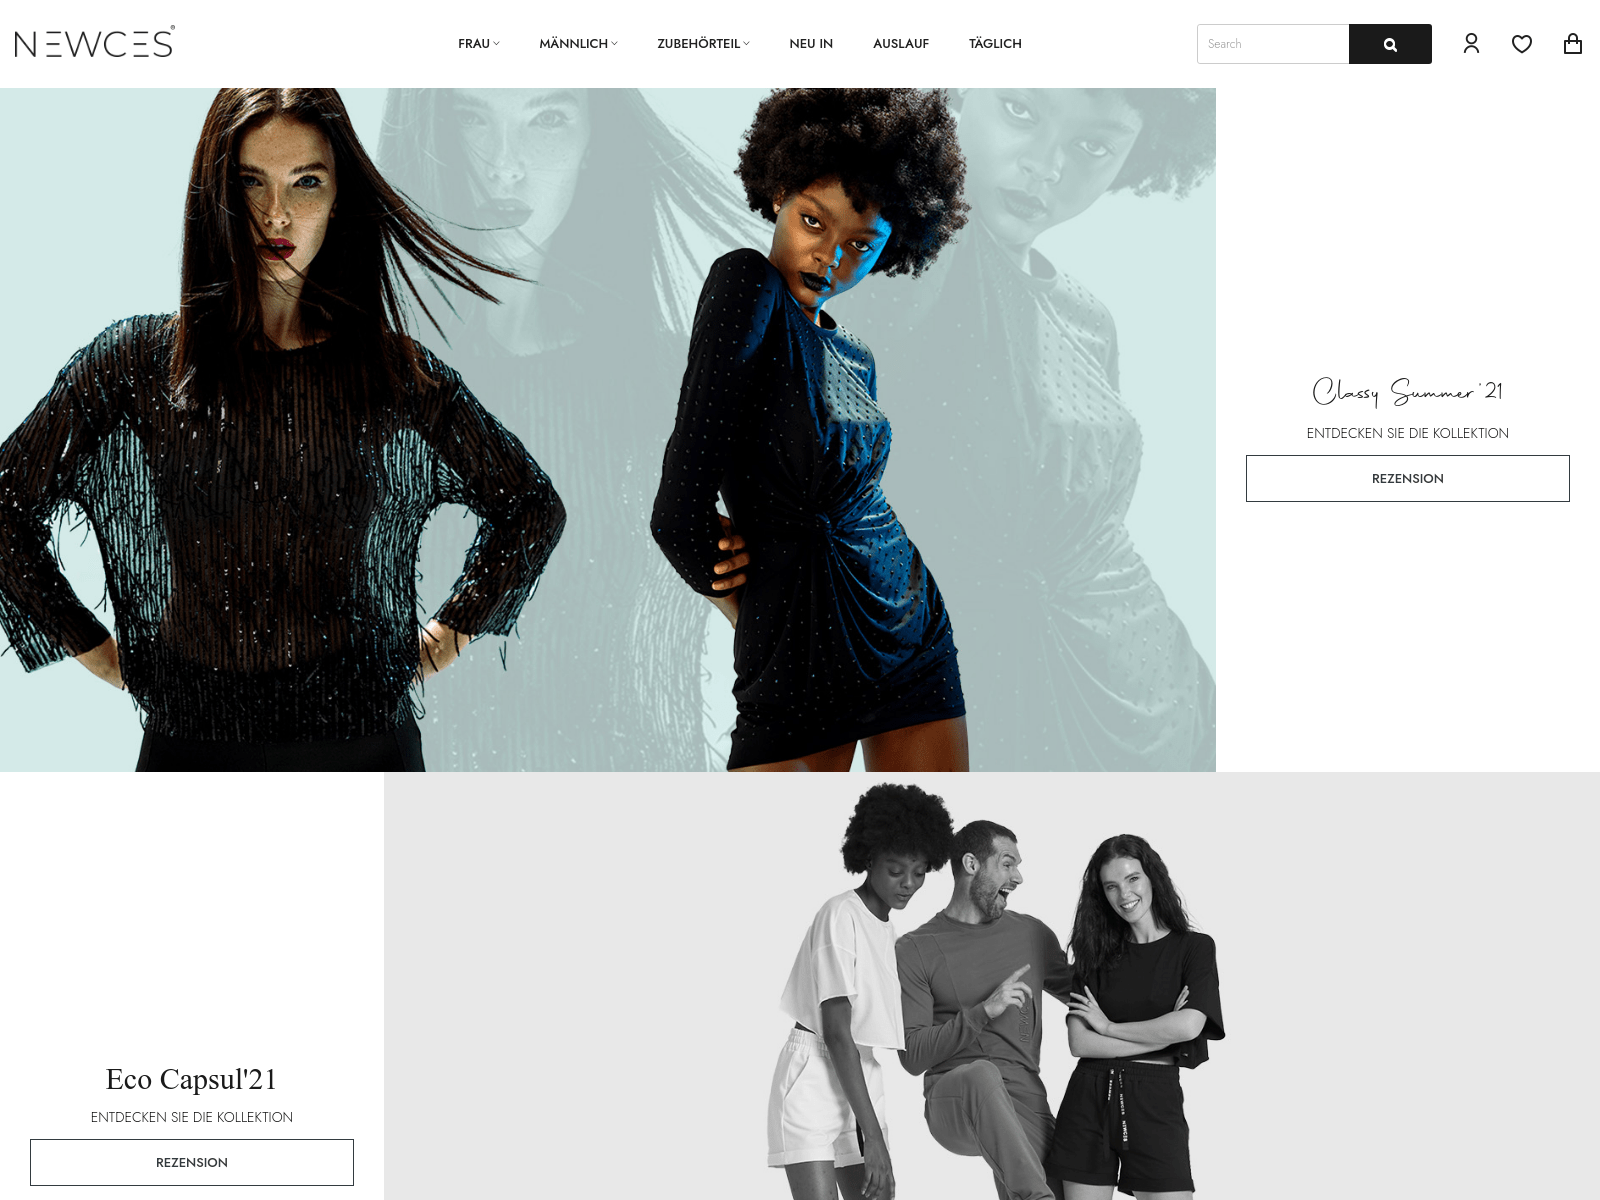 NEWCES®
FRAU
MÄNNLICH
ZUBEHÖRTEIL
NEU IN
AUSLAUF
TÄGLICH
Search
Classy Summer'21
ENTDECKEN SIE DIE KOLLEKTION
REZENSION
Eco Capsul'21
ENTDECKEN SIE DIE KOLLEKTION
REZENSION